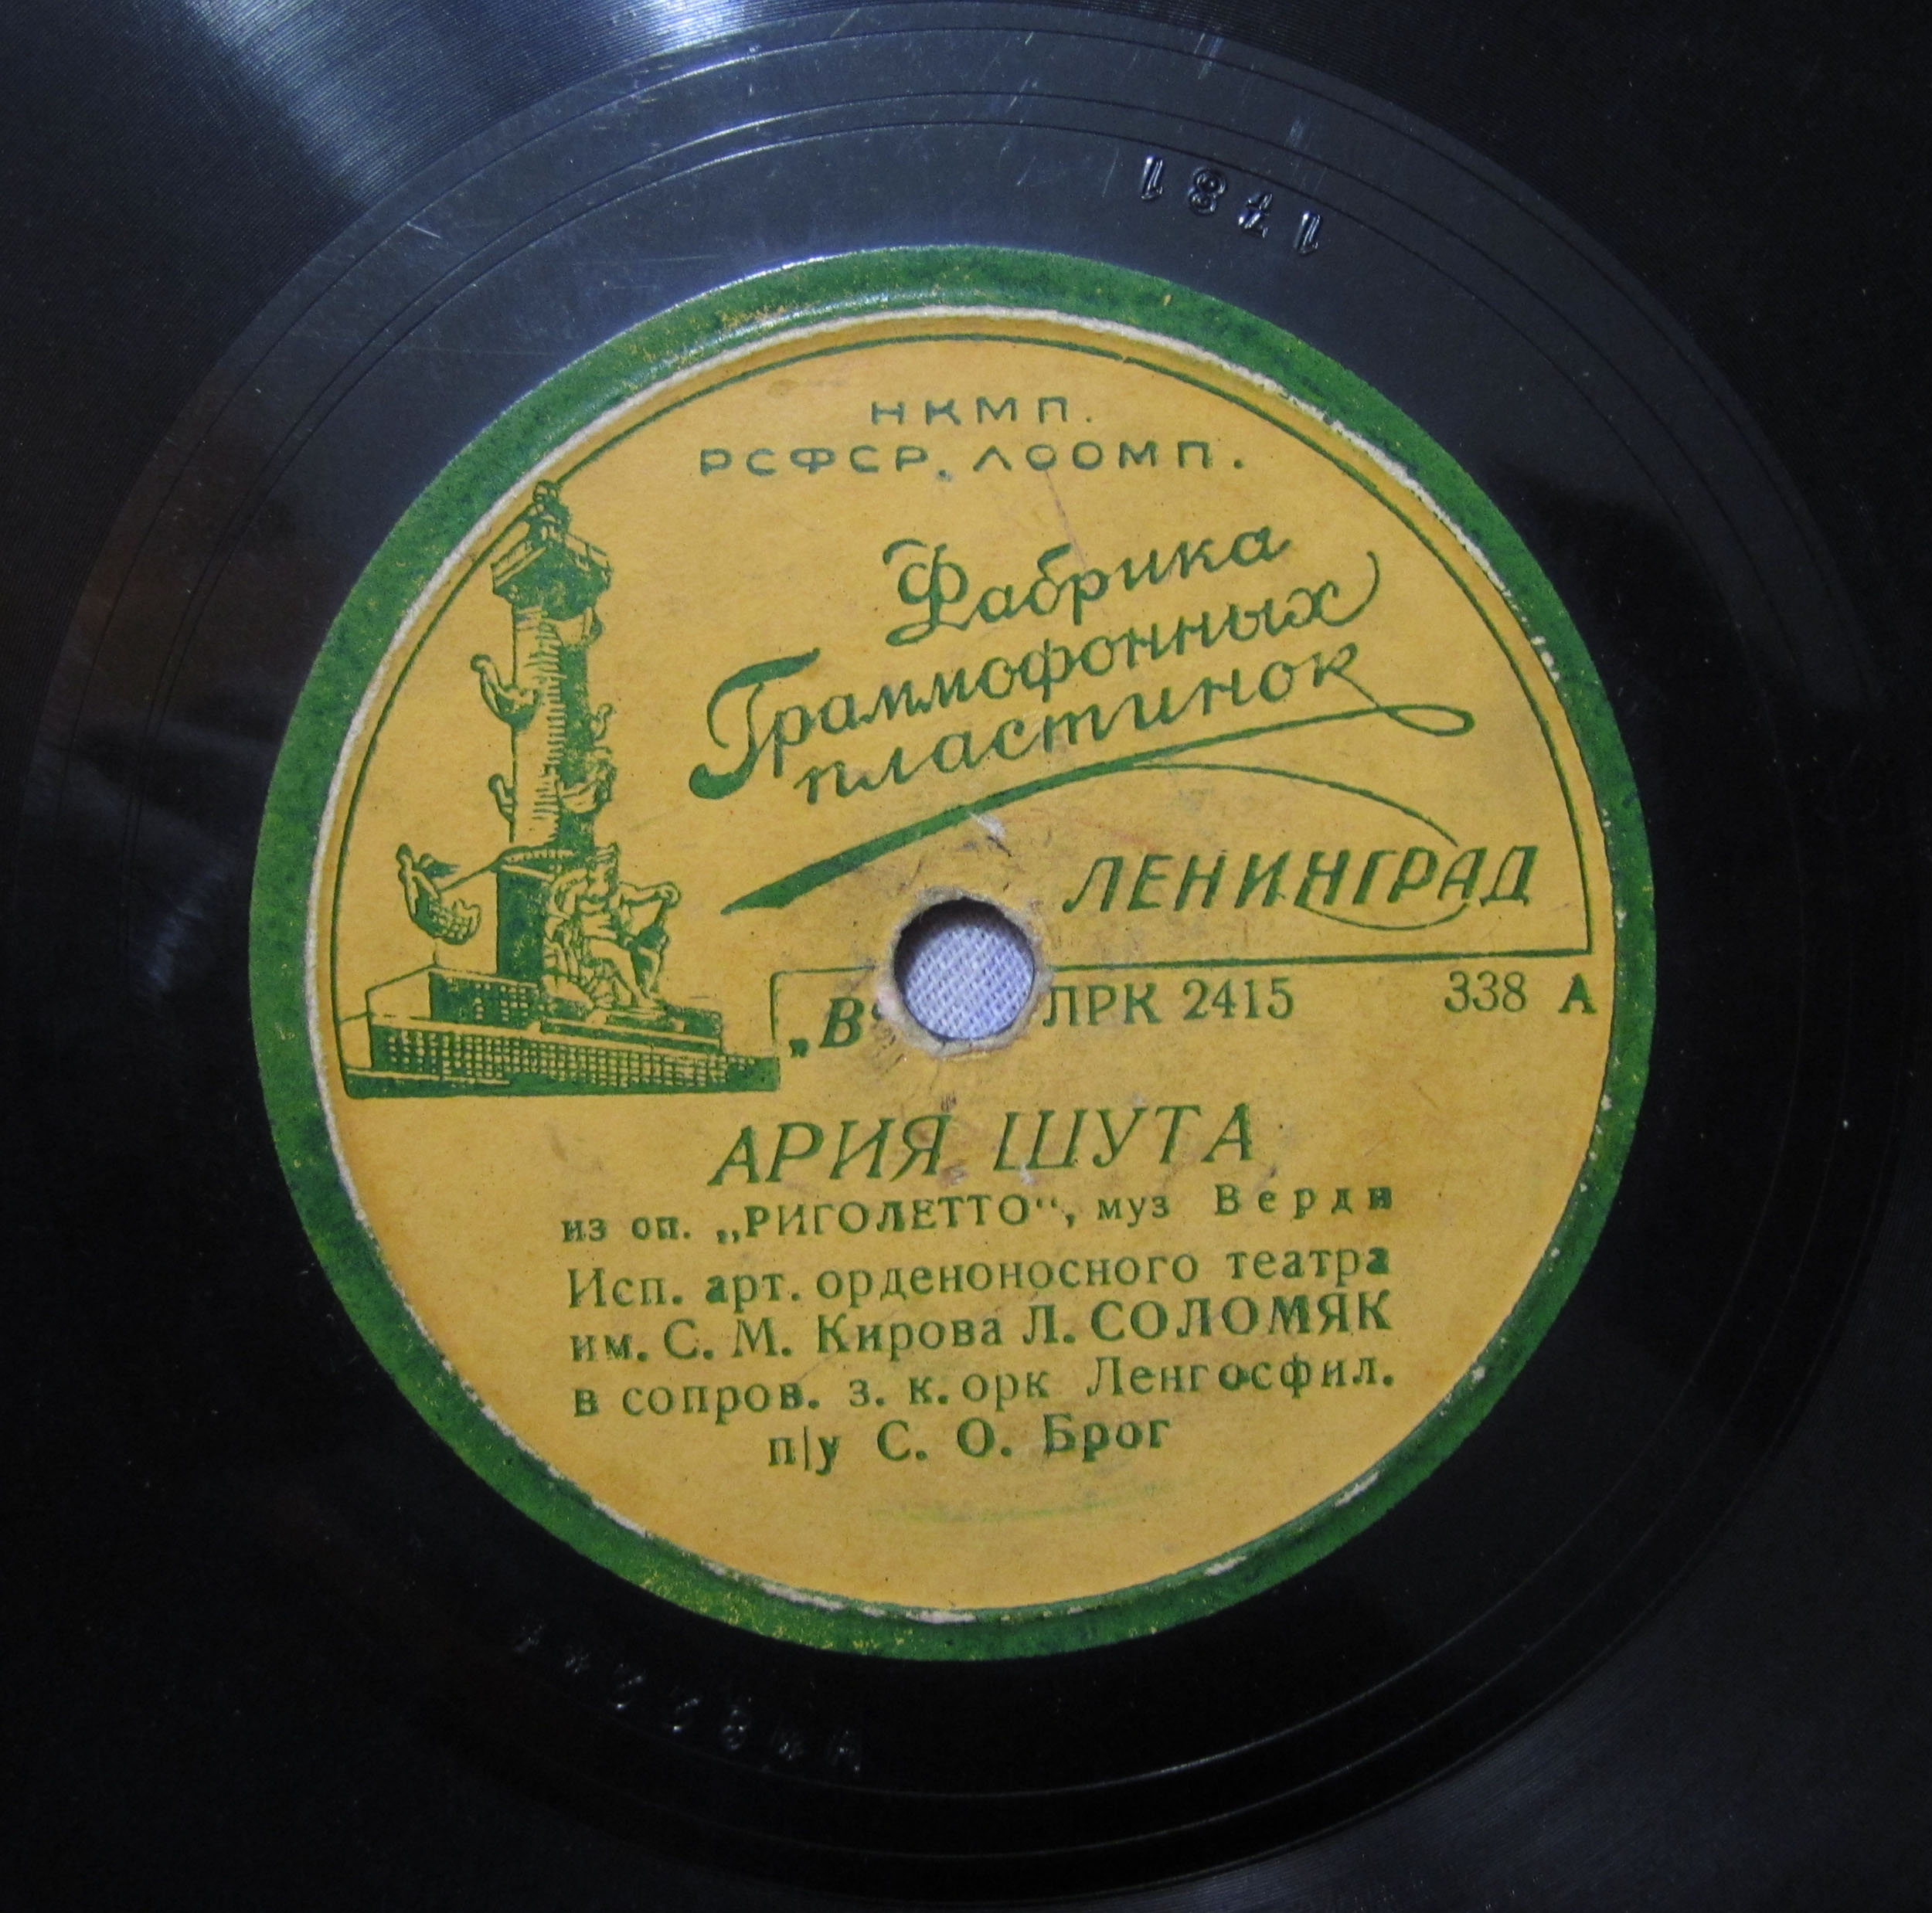 1781
НКМП.
РСФСР. ЛООМП.
Фабрика
Граммофонных
пластинок
ЛЕНИНГРАД
„В“ ЛРК 2415 338 А
АРИЯ ШУТА
из оп. „РИГОЛЕТТО“, муз Верди
Исп. арт. орденоносного театра
им. С. М. Кирова Л. СОЛОМЯК
в сопров. з. к. орк Ленгосфил.
п|у С. О. Брог